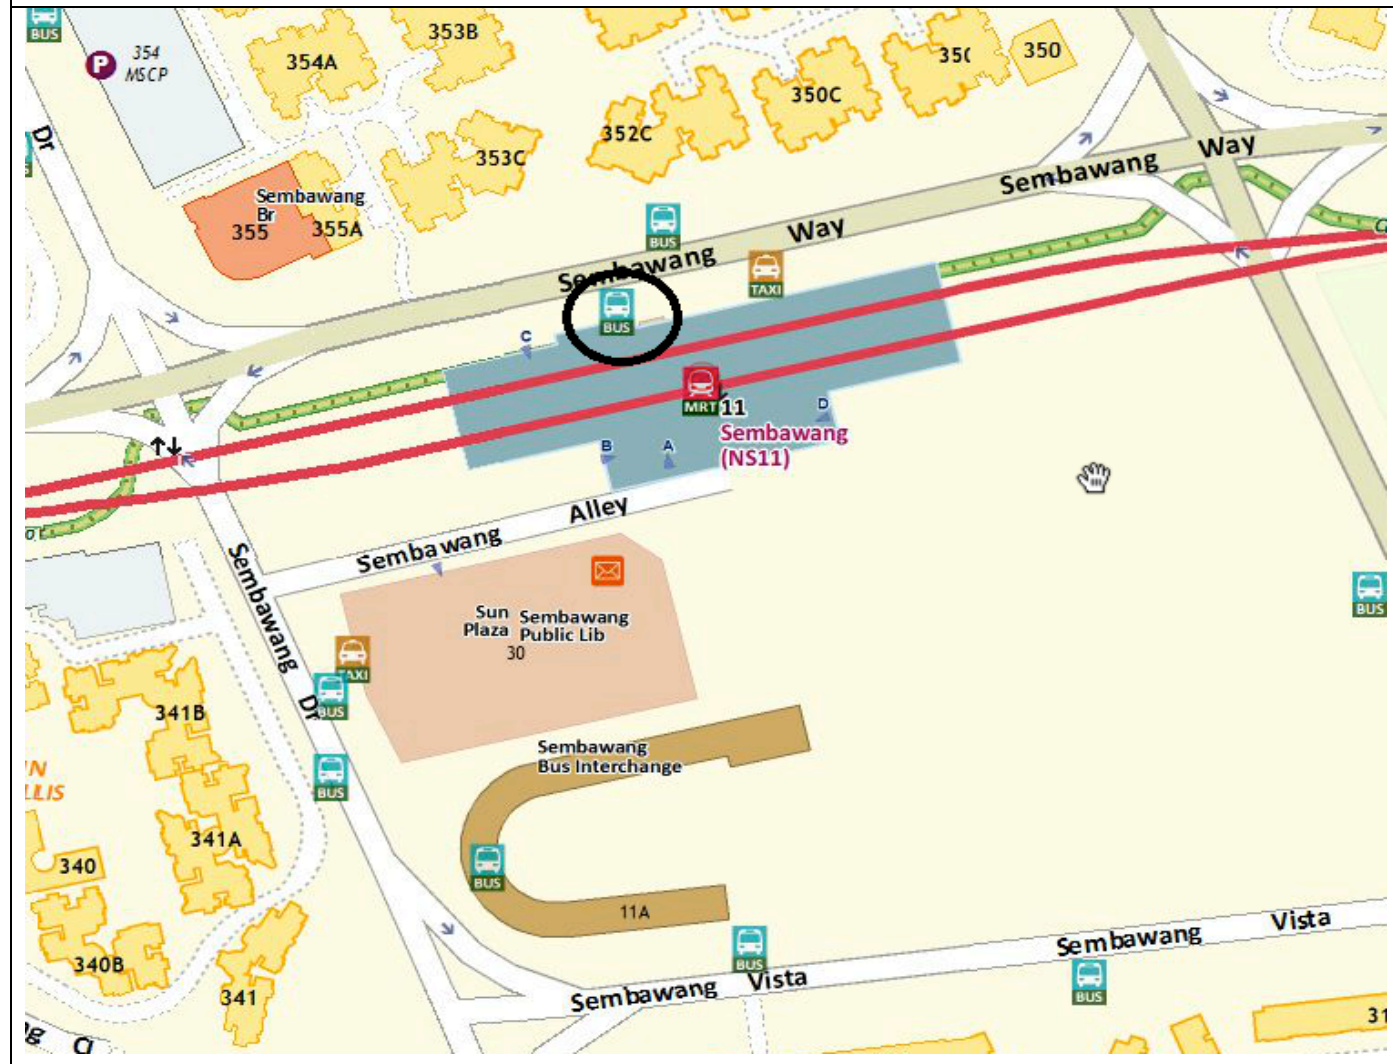 BUS
P
354
MSCP
354A
353B
350
350C
352C
353C
Dr
Sembawang
Br
355
355A
BUS
Sembawang Way
TAXI
Sembawang Way
BUS
C
MRT
11
Sembawang
(NS11)
D
B
A
Sembawang Alley
Sembawang Dr
Sun
Plaza
Sembawang
Public Lib
30
TAXI
BUS
BUS
BUS
341B
341A
340
340B
341
Sembawang
Bus Interchange
BUS
11A
BUS
Sembawang Vista
Sembawang Vista
BUS